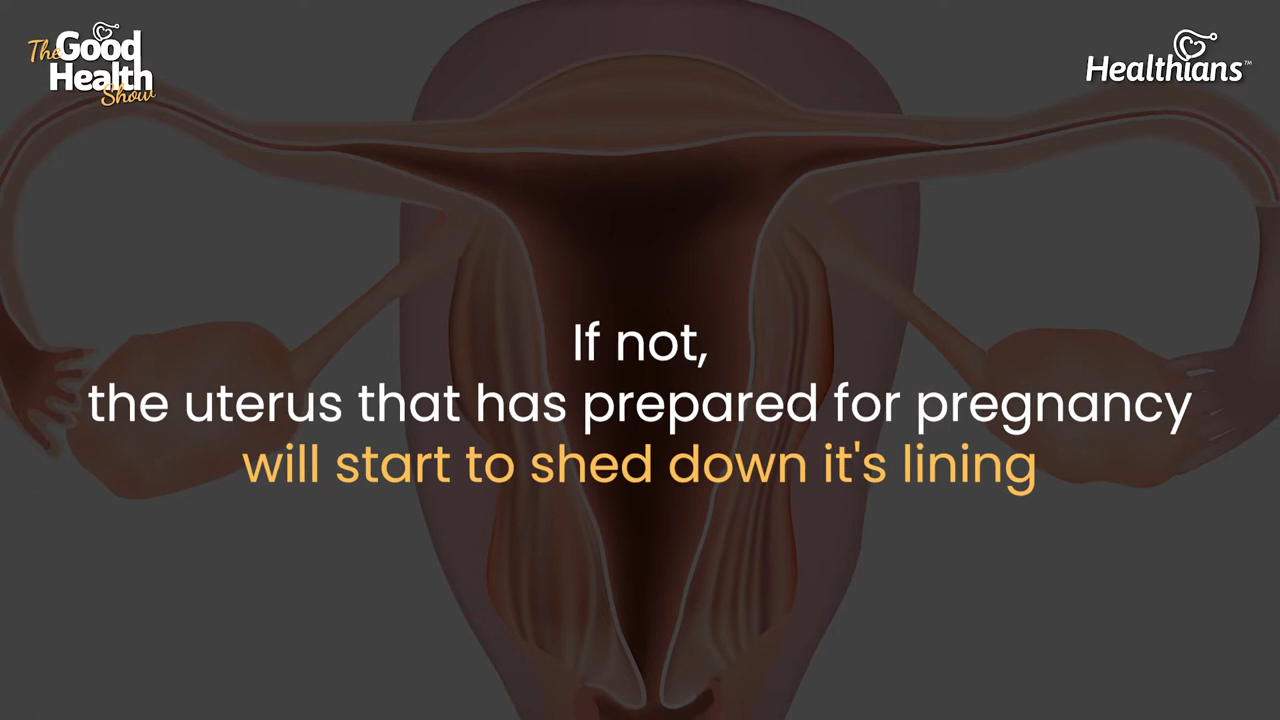 The Good
Health
Show
Healthians™
If not,
the uterus that has prepared for pregnancy
will start to shed down it's lining